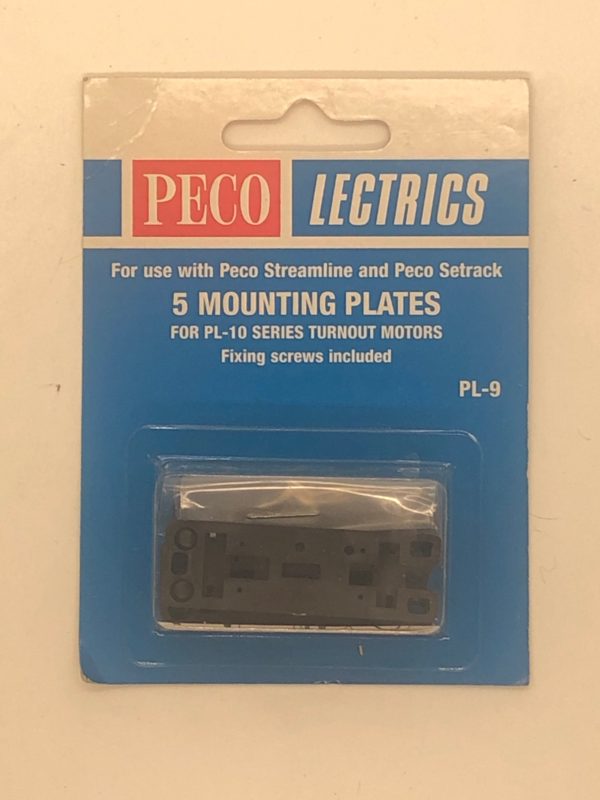 PECO LECTRICS
For use with Peco Streamline and Peco Setrack
5 MOUNTING PLATES
FOR PL-10 SERIES TURNOUT MOTORS
Fixing screws included
PL-9